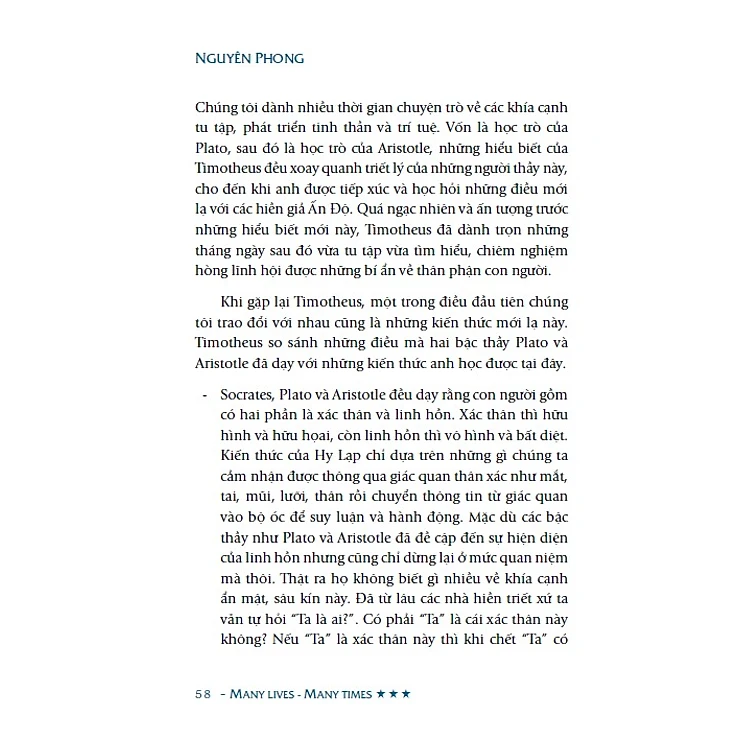 NGUYÊN PHONG
Chúng tôi dành nhiều thời gian chuyện trò về các khía cạnh
tu tập, phát triển tinh thần và trí tuệ. Vốn là học trò của
Plato, sau đó là học trò của Aristotle, những hiểu biết của
Timotheus đều xoay quanh triết lý của những người thầy này,
cho đến khi anh được tiếp xúc và học hỏi những điều mới
lạ với các hiền giả Ấn Độ. Quá ngạc nhiên và ấn tượng trước
những hiểu biết mới này, Timotheus đã dành trọn những
tháng ngày sau đó vừa tu tập vừa tìm hiểu, chiêm nghiệm
hòng lĩnh hội được những bí ẩn về thân phận con người.
Khi gặp lại Timotheus, một trong điều đầu tiên chúng
tôi trao đổi với nhau cũng là những kiến thức mới lạ này.
Timotheus so sánh những điều mà hai bậc thầy Plato và
Aristotle đã dạy với những kiến thức anh học được tại đây.
- Socrates, Plato và Aristotle đều dạy rằng con người gồm
có hai phần là xác thân và linh hồn. Xác thân thì hữu
hình và hữu hoại, còn linh hồn thì vô hình và bất diệt.
Kiến thức của Hy Lạp chỉ dựa trên những gì chúng ta
cảm nhận được thông qua giác quan thân xác như mắt,
tai, mũi, lưỡi, thân rồi chuyển thông tin từ giác quan
vào bộ óc để suy luận và hành động. Mặc dù các bậc
thầy như Plato và Aristotle đã đề cập đến sự hiện diện
của linh hồn nhưng cũng chỉ dừng lại ở mức quan niệm
mà thôi. Thật ra họ không biết gì nhiều về khía cạnh
ẩn mật, sâu kín này. Đã từ lâu các nhà hiền triết xứ ta
vẫn tự hỏi “Ta là ai?”. Có phải “Ta” là cái xác thân này
không? Nếu “Ta” là xác thân này thì khi chết “Ta” có
58 - MANY LIVES - MANY TIMES ★ ★ ★